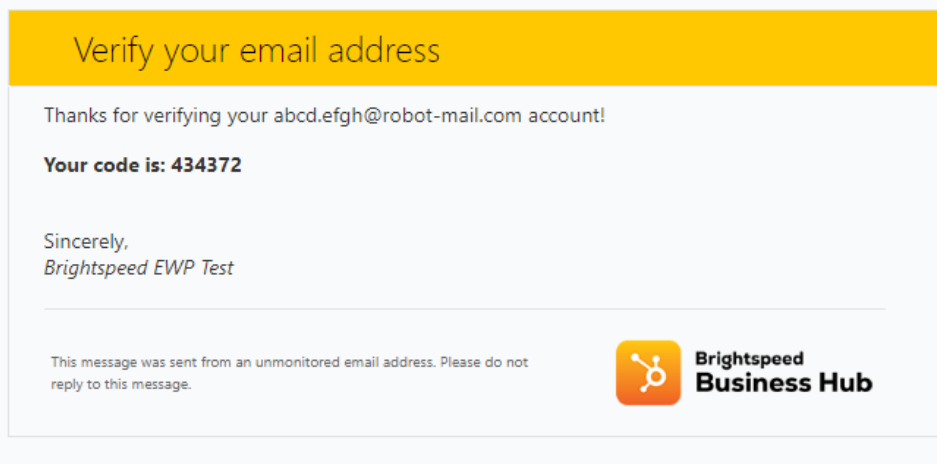 Verify your email address
Thanks for verifying your abcd.efgh@robot-mail.com account!
Your code is: 434372
Sincerely,
Brightspeed EWP Test
This message was sent from an unmonitored email address. Please do not
reply to this message.
Brightspeed
Business Hub